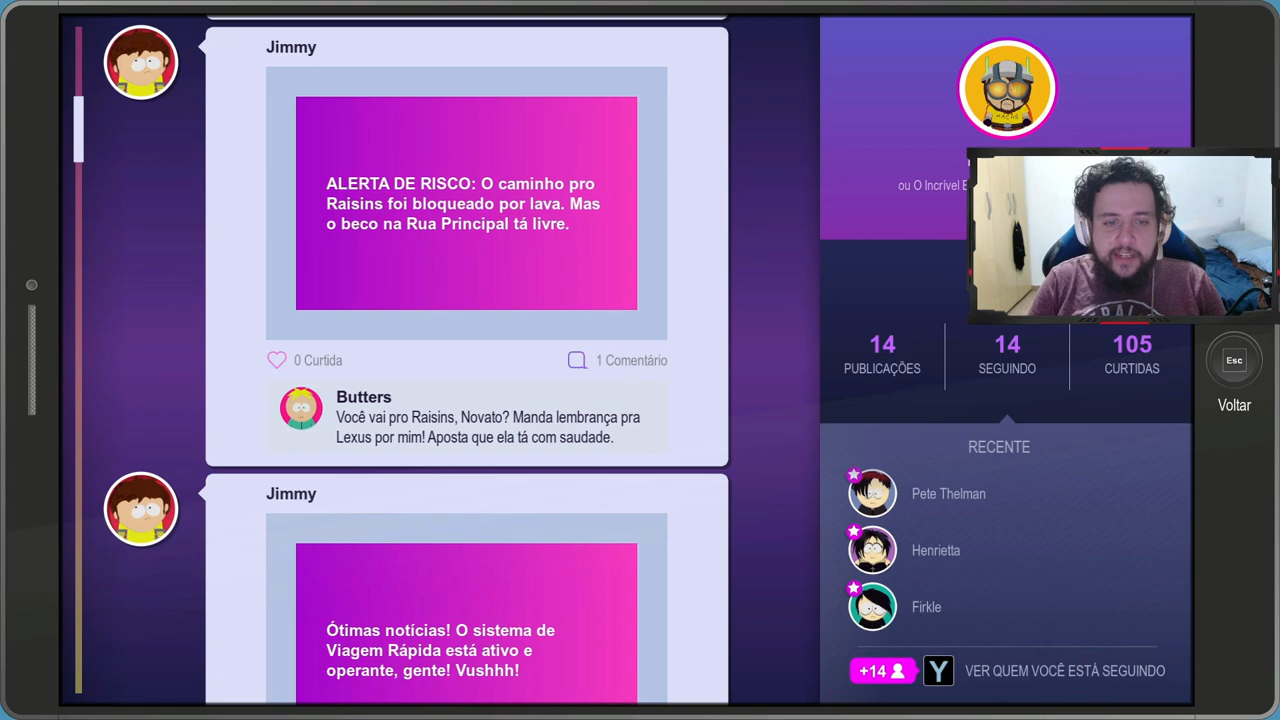 Jimmy
ALERTA DE RISCO: O caminho pro
Raisins foi bloqueado por lava. Mas
o beco na Rua Principal tá livre.
0 Curtida
1 Comentário
Butters
Você vai pro Raisins, Novato? Manda lembrança pra
Lexus por mim! Aposta que ela tá com saudade.
Jimmy
Ótimas notícias! O sistema de
Viagem Rápida está ativo e
operante, gente! Vushhh!
ou O Incrível
14
PUBLICAÇÕES
14
SEGUINDO
105
CURTIDAS
RECENTE
Pete Thelman
Henrietta
Firkle
+14
Y
VER QUEM VOCÊ ESTÁ SEGUINDO
Esc
Voltar